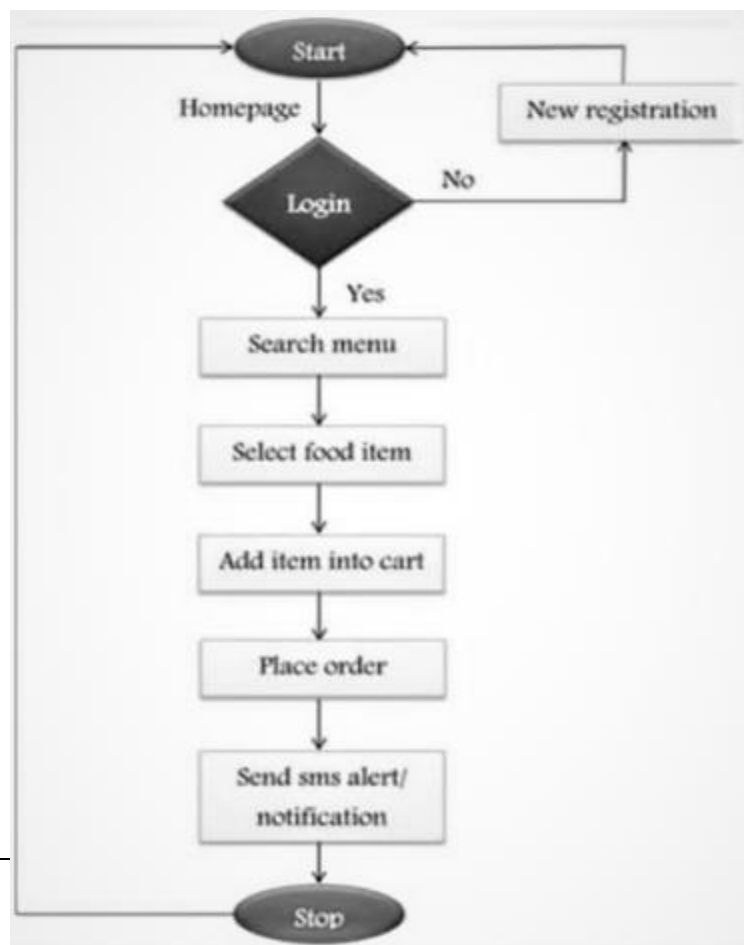 Start
Homepage
New registration
Login
No
Yes
Search menu
Select food item
Add item into cart
Place order
Send sms alert/
notification
Stop